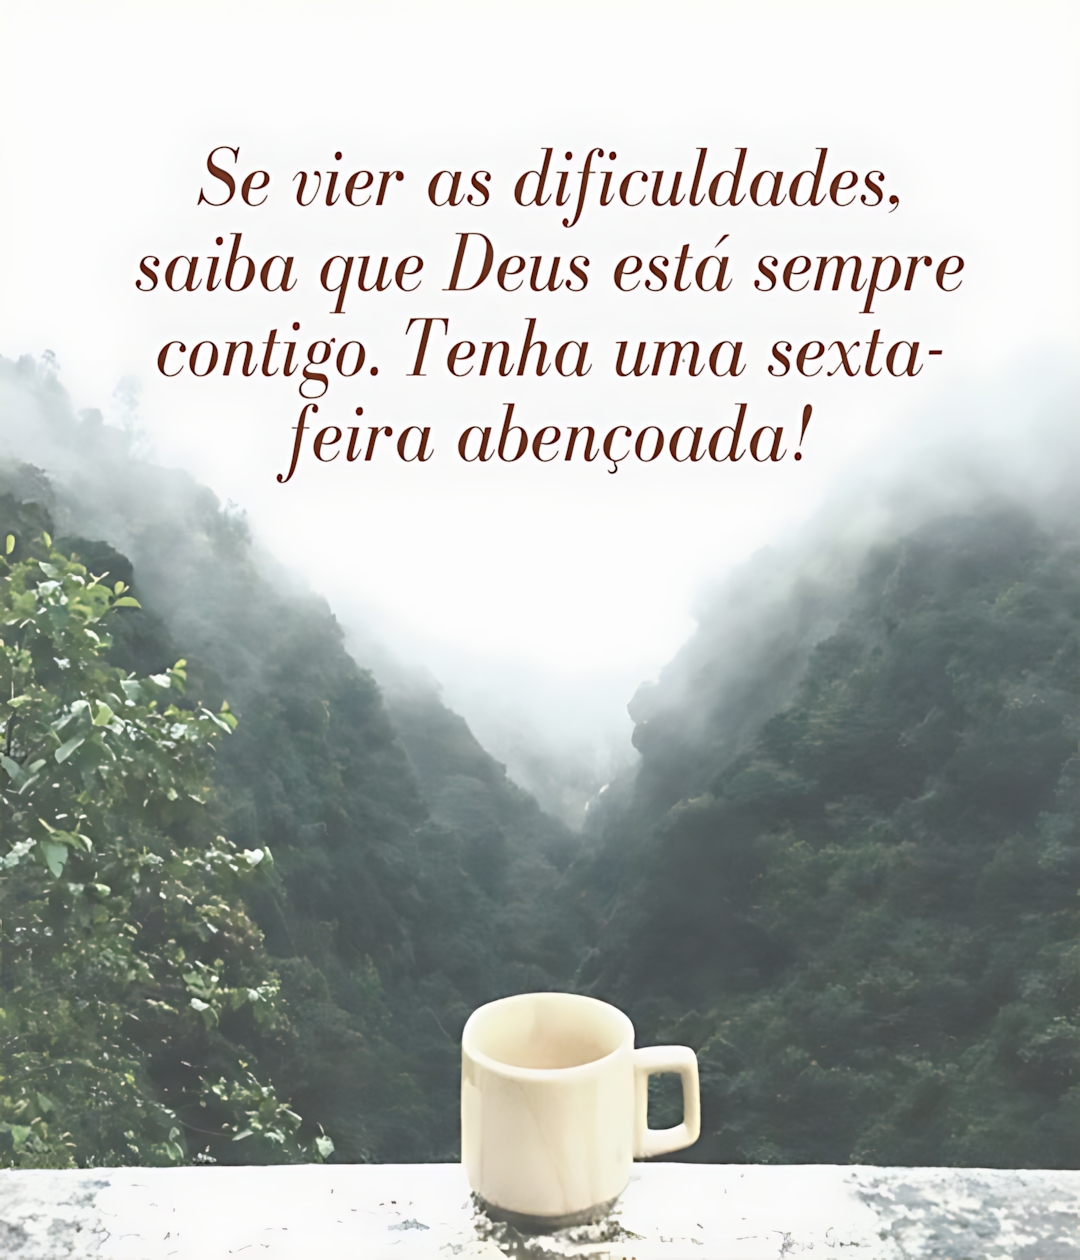 Se vier as dificuldades,
saiba que Deus está sempre
contigo. Tenha uma sexta-
feira abençoada!